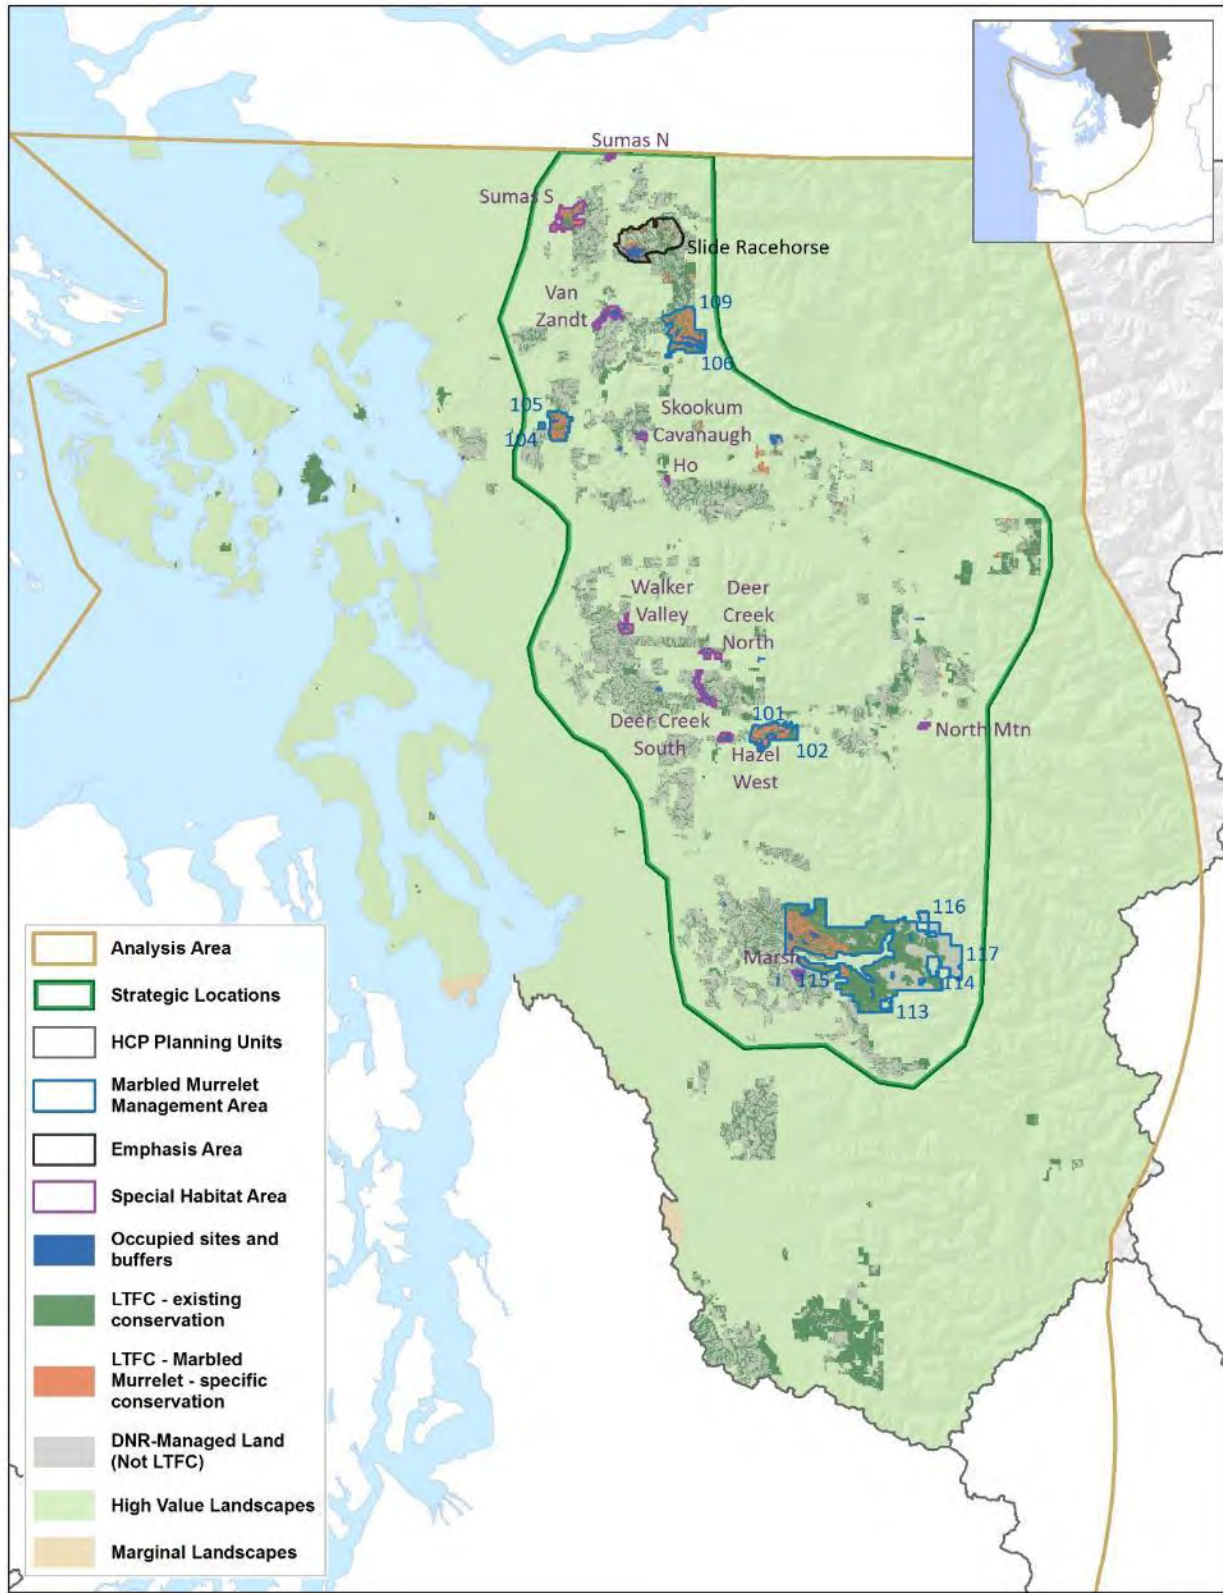 Sumas N
Sumas S
Slide Racehorse
Van
Zandt
109
106
105
104
Skookum
Cavanaugh
Ho
Walker
Valley
Deer
Creek
North
Deer Creek
South
101
102
Hazel
West
North Mtn
116
117
Marsh
115
114
113
Analysis Area
Strategic Locations
HCP Planning Units
Marbled Murrelet
Management Area
Emphasis Area
Special Habitat Area
Occupied sites and
buffers
LTFC - existing
conservation
LTFC - Marbled
Murrelet - specific
conservation
DNR-Managed Land
(Not LTFC)
High Value Landscapes
Marginal Landscapes